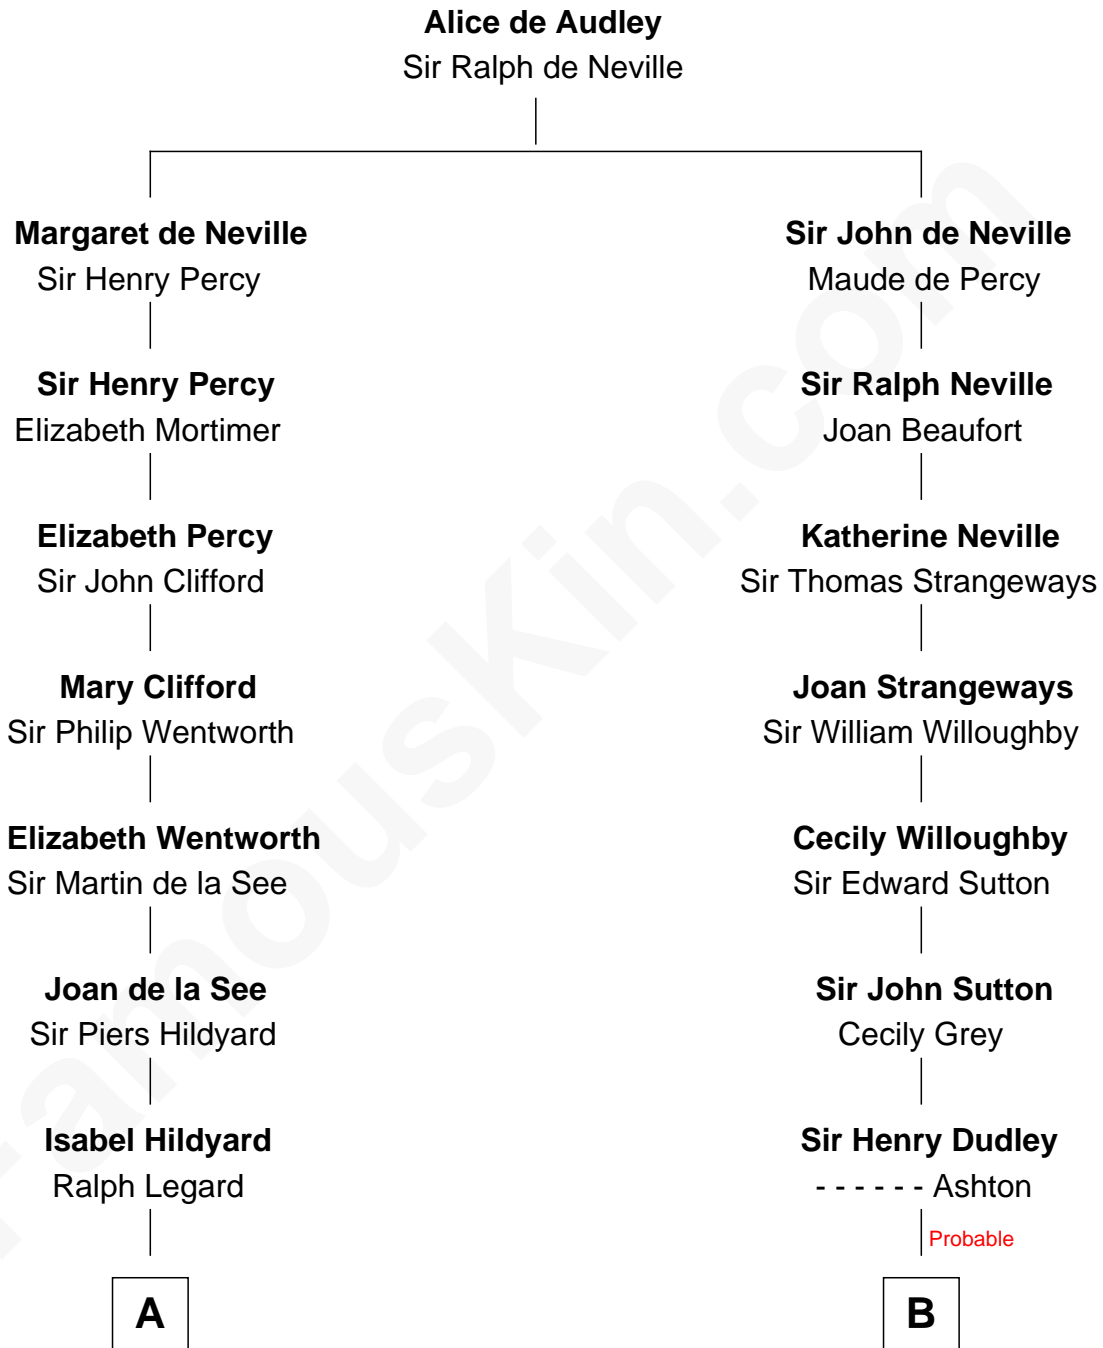 Alice de Audley
Sir Ralph de Neville
Margaret de Neville
Sir Henry Percy
Sir John de Neville
Maude de Percy
Sir Henry Percy
Elizabeth Mortimer
Sir Ralph Neville
Joan Beaufort
Elizabeth Percy
Sir John Clifford
Katherine Neville
Sir Thomas Strangeways
Mary Clifford
Sir Philip Wentworth
Joan Strangeways
Sir William Willoughby
Elizabeth Wentworth
Sir Martin de la See
Cecily Willoughby
Sir Edward Sutton
Joan de la See
Sir Piers Hildyard
Sir John Sutton
Cecily Grey
Isabel Hildyard
Ralph Legard
Sir Henry Dudley
- - - - - - Ashton
Probable
A
B
FamousKin.com